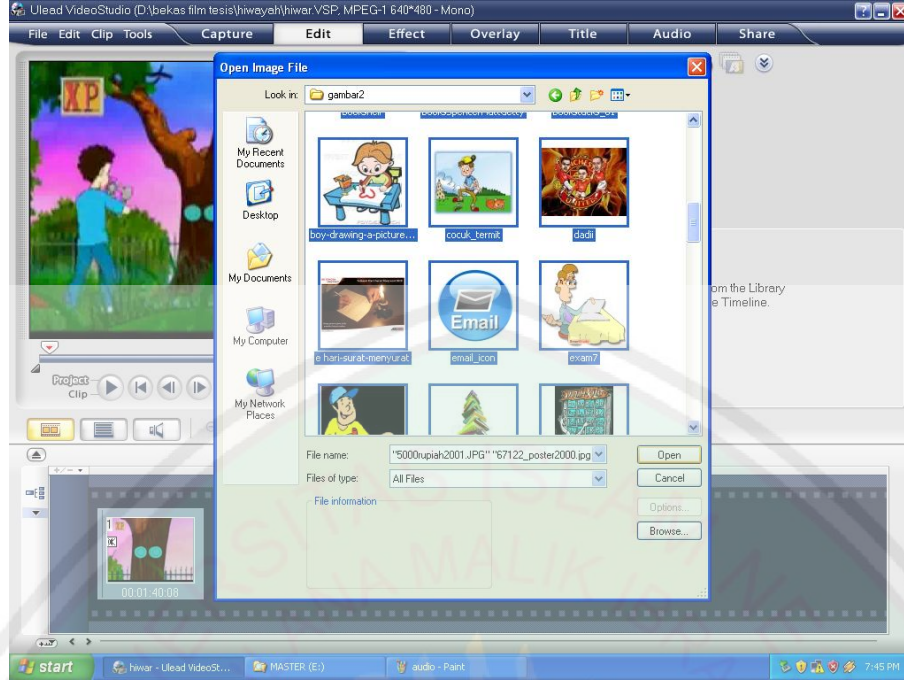 Ulead VideoStudio (D:\bekas film tesis\hiwayah\hiwar.VSP, MPEG-1 640*480 - Mono)
File Edit Clip Tools Capture Edit Effect Overlay Title Audio Share
Open Image File
Look in: gambar2
XP
My Recent
Documents
Desktop
My Documents
My Computer
My Network
Places
boy-drawing-a-picture...
cocuk_termit
dadii
Email
e hari-surat-menyurat
email_icon
exam7
om the Library
e Timeline.
Project
Clip
File name: "5000rupiah2001.JPG" "67122_poster2000.jpg
Open
Files of type: All Files
Cancel
File information
Options...
Browse...
1
00:01:40:08
start
hiwar - Ulead VideoSt...
MASTER (E:)
audio - Paint
7:45 PM